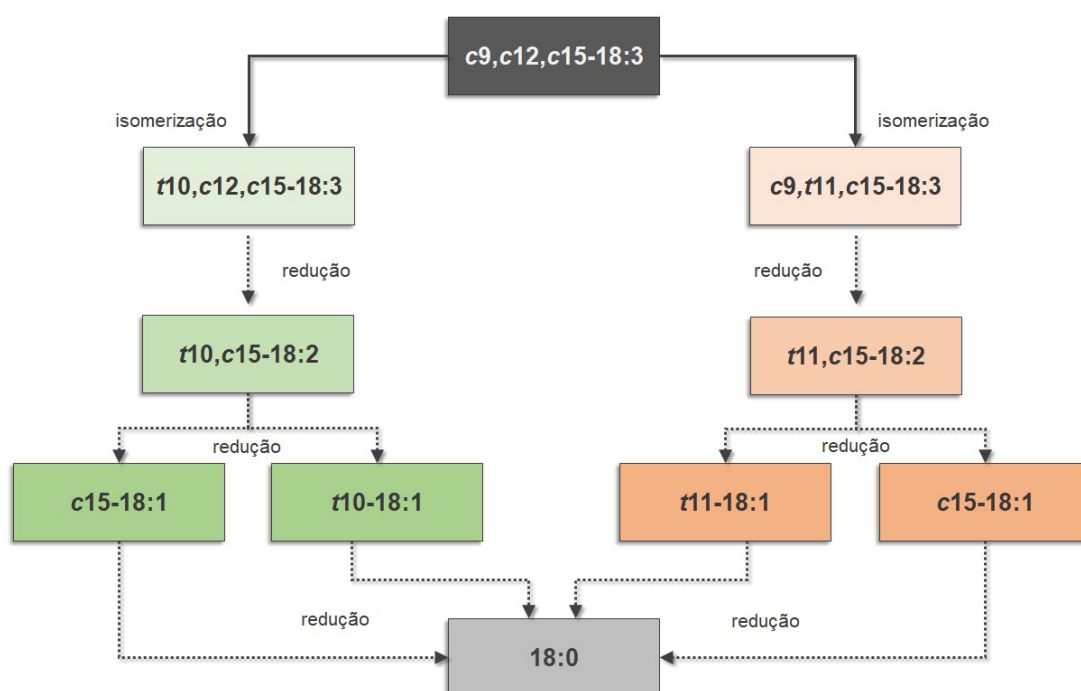 c9,c12,c15-18:3
isomerização
isomerização
t10,c12,c15-18:3
c9,t11,c15-18:3
redução
redução
t10,c15-18:2
t11,c15-18:2
redução
redução
c15-18:1
t10-18:1
t11-18:1
c15-18:1
redução
redução
18:0